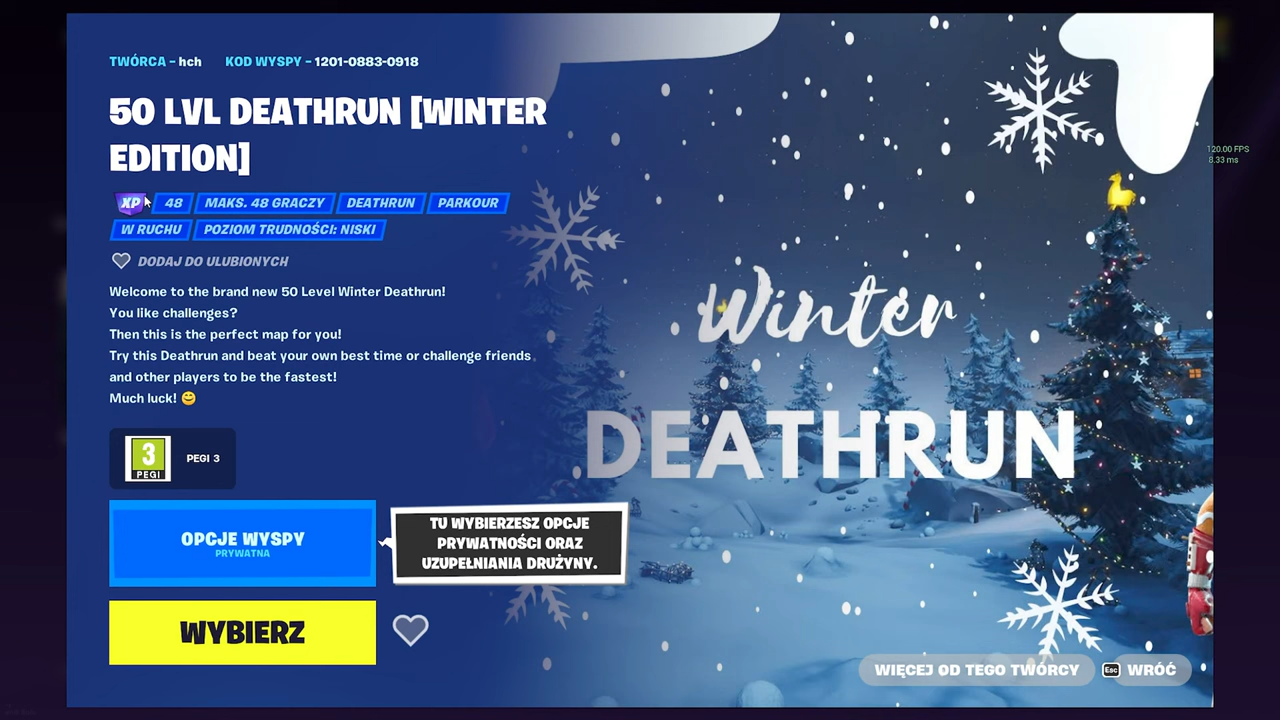 TWÓRCA – hch KOD WYSPY – 1201-0883-0918
50 LVL DEATHRUN [WINTER
EDITION]
XP 48 MAKS. 48 GRACZY DEATHRUN PARKOUR
W RUCHU POZIOM TRUDNOŚCI: NISKI
DODAJ DO ULUBIONYCH
Welcome to the brand new 50 Level Winter Deathrun!
You like challenges?
Then this is the perfect map for you!
Try this Deathrun and beat your own best time or challenge friends
and other players to be the fastest!
Much luck! 😊
3
PEGI
PEGI 3
OPCJE WYSPY
PRYWATNA
TU WYBIERZESZ OPCJE
PRYWATNOŚCI ORAZ
UZUPEŁNIANIA DRUŻYNY.
WYBIERZ
Winter
DEATHRUN
120.00 FPS
8.33 ms
WIĘCEJ OD TEGO TWÓRCY
Esc WRÓĆ